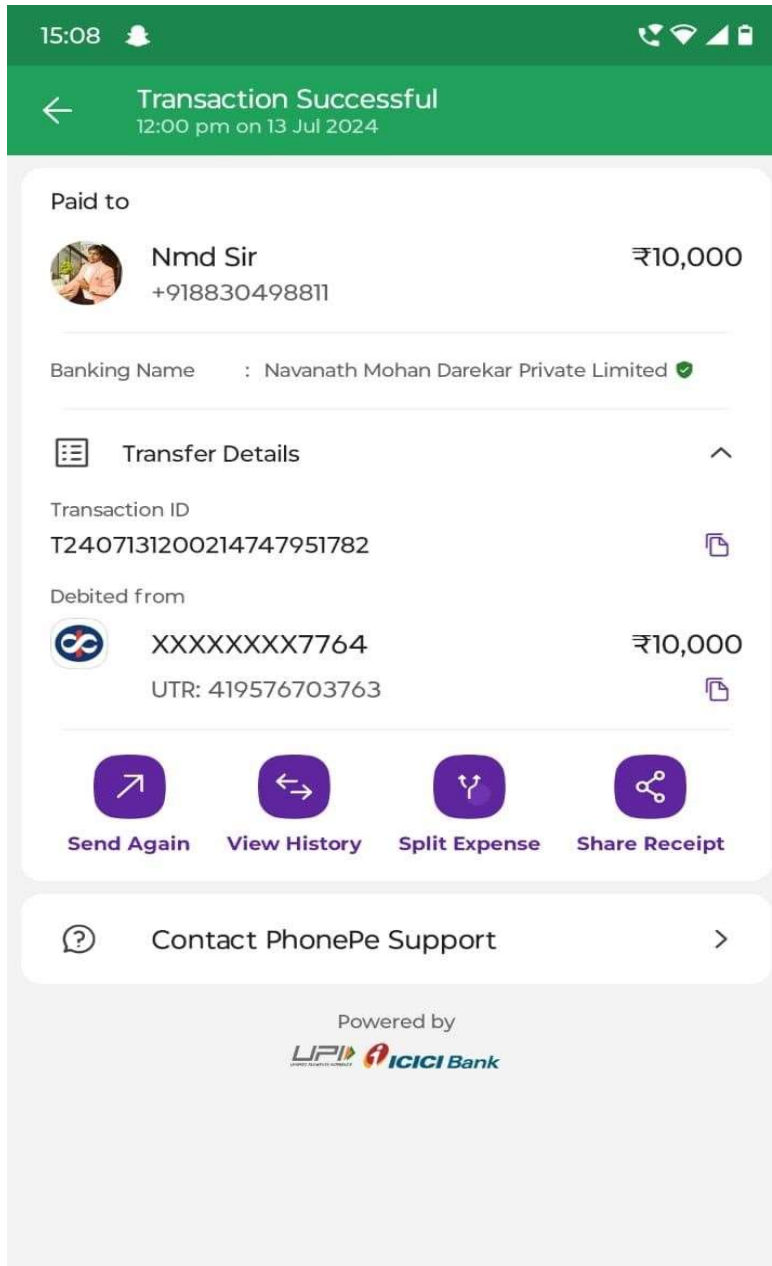 15:08
Transaction Successful
12:00 pm on 13 Jul 2024
Paid to
Nmd Sir ₹10,000
+918830498811
Banking Name : Navanath Mohan Darekar Private Limited
Transfer Details
Transaction ID
T2407131200214747951782
Debited from
XXXXXXXX7764 ₹10,000
UTR: 419576703763
Send Again View History Split Expense Share Receipt
Contact PhonePe Support
Powered by
UPI ICICI Bank